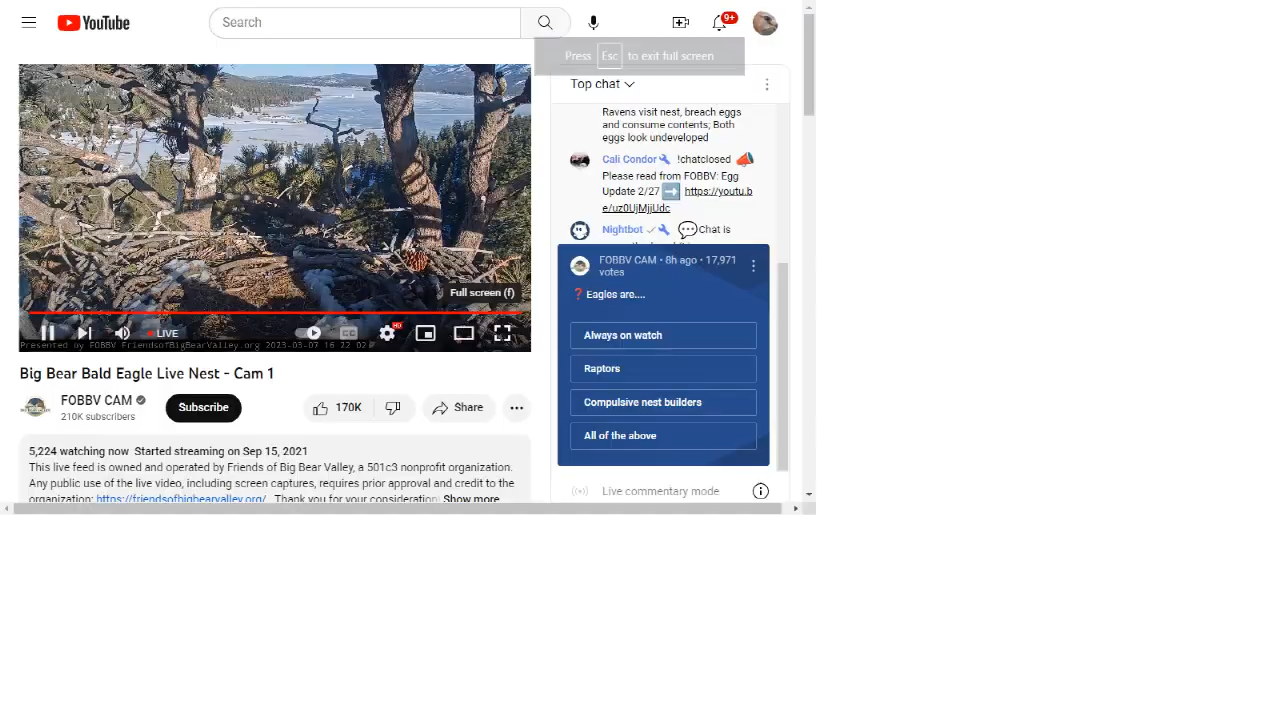 YouTube
Search
9+
Press Esc to exit full screen
Top chat
Ravens visit nest, breach eggs
and consume contents; Both
eggs look undeveloped
Cali Condor !chatclosed
Please read from FOBBV: Egg
Update 2/27 https://youtu.b
e/uz0UjMjjUdc
Nightbot Chat is
FOBBV CAM • 8h ago • 17,971
votes
Eagles are....
Always on watch
Raptors
Compulsive nest builders
All of the above
Live commentary mode
Full screen (f)
LIVE
CC
HD
Presented by FOBBV FriendsofBigBearValley.org 2023-03-07 16 22 02
Big Bear Bald Eagle Live Nest - Cam 1
FOBBV CAM
210K subscribers
Subscribe
170K
Share
5,224 watching now Started streaming on Sep 15, 2021
This live feed is owned and operated by Friends of Big Bear Valley, a 501c3 nonprofit organization.
Any public use of the live video, including screen captures, requires prior approval and credit to the
organization: https://friendsofbigbearvalley.org/ . Thank you for your consideration Show more